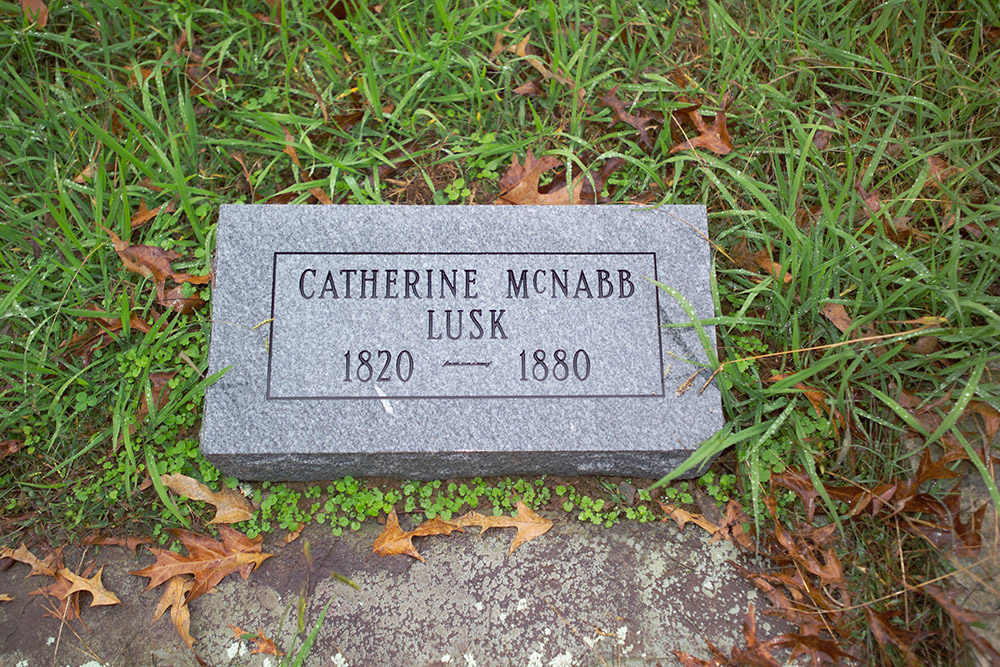 CATHERINE McNABB
LUSK
1820 — 1880